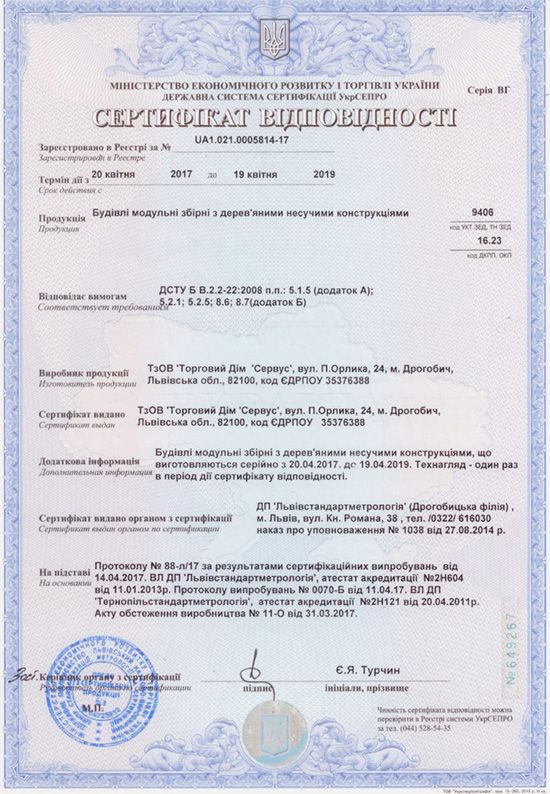 МІНІСТЕРСТВО ЕКОНОМІЧНОГО РОЗВИТКУ І ТОРГІВЛІ УКРАЇНИ
ДЕРЖАВНА СИСТЕМА СЕРТИФІКАЦІЇ УкрСЕПРО
Серія ВГ
СЕРТИФІКАТ ВІДПОВІДНОСТІ
Зареєстровано в Реєстрі за № UA1.021.0005814-17
Зарегистрирован в Реестре
Термін дії з 20 квітня 2017 до 19 квітня 2019
Срок действия с
Продукція Будівлі модульні збірні з дерев'яними несучими конструкціями 9406
Продукция
код УКТ ЗЕД, ТН ЗЕД
16.23
код ДКПП, ОКП
ДСТУ Б В.2.2-22:2008 п.п.: 5.1.5 (додаток А);
Відповідає вимогам 5.2.1; 5.2.5; 8.6; 8.7(додаток Б)
Соответствует требованиям
Виробник продукції ТзОВ 'Торговий Дім 'Сервус', вул. П.Орлика, 24, м. Дрогобич,
Изготовитель продукции Львівська обл., 82100, код ЄДРПОУ 35376388
Сертифікат видано ТзОВ 'Торговий Дім 'Сервус', вул. П.Орлика, 24, м. Дрогобич,
Сертификат выдан Львівська обл., 82100, код ЄДРПОУ 35376388
Будівлі модульні збірні з дерев'яними несучими конструкціями, що
Додаткова інформація виготовляються серійно з 20.04.2017. до 19.04.2019. Технагляд - один раз
Дополнительная информация в період дії сертифікату відповідності.
ДП 'Львівстандартметрологія' (Дрогобицька філія) ,
Сертифікат видано органом з сертифікації м. Львів, вул. Кн. Романа, 38 , тел. /0322/ 616030
Сертификат выдан органом по сертификации наказ про уповноваження № 1038 від 27.08.2014 р.
Протоколу № 88-л/17 за результатами сертифікаційних випробувань від
На підставі 14.04.2017. ВЛ ДП 'Львівстандартметрологія', атестат акредитації №2Н604
На основании від 11.01.2013р. Протоколу випробувань № 0070-Б від 11.04.17. ВЛ ДП
'Тернопільстандартметрологія', атестат акредитації №2Н121 від 20.04.2011р.
Акту обстеження виробництва № 11-О від 31.03.2017.
№ 649267
Зост. Керівник органу з сертифікації
Є.Я. Турчин
Руководитель органа по сертификации
підпис
ініціали, прізвище
М.П.
Чинність сертифіката відповідності можна
перевірити в Реєстрі системи УкрСЕПРО
за тел. (044) 528-54-35